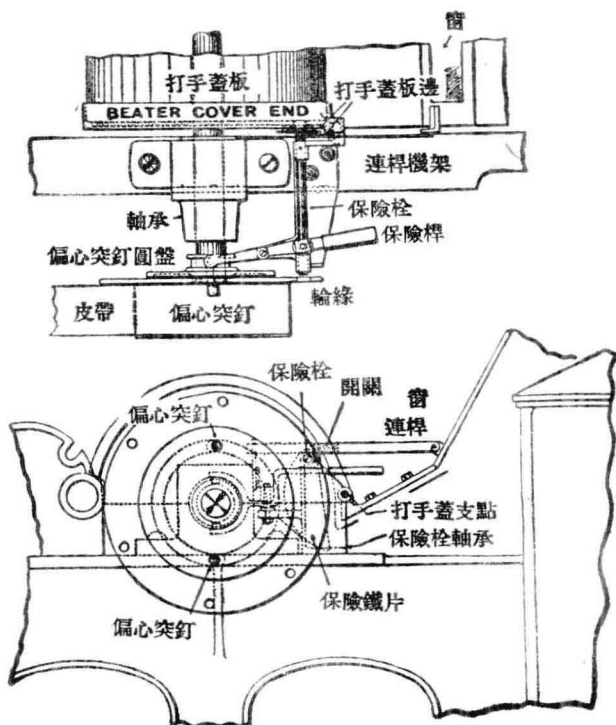 窗
打手蓋板
打手蓋板邊
BEATER COVER END
連桿機架
軸承
保險栓
保險桿
偏心突釘圓盤
輪緣
皮帶
偏心突釘
保險栓
開關
窗
連桿
偏心突釘
打手蓋支點
保險栓軸承
保險鐵片
偏心突釘